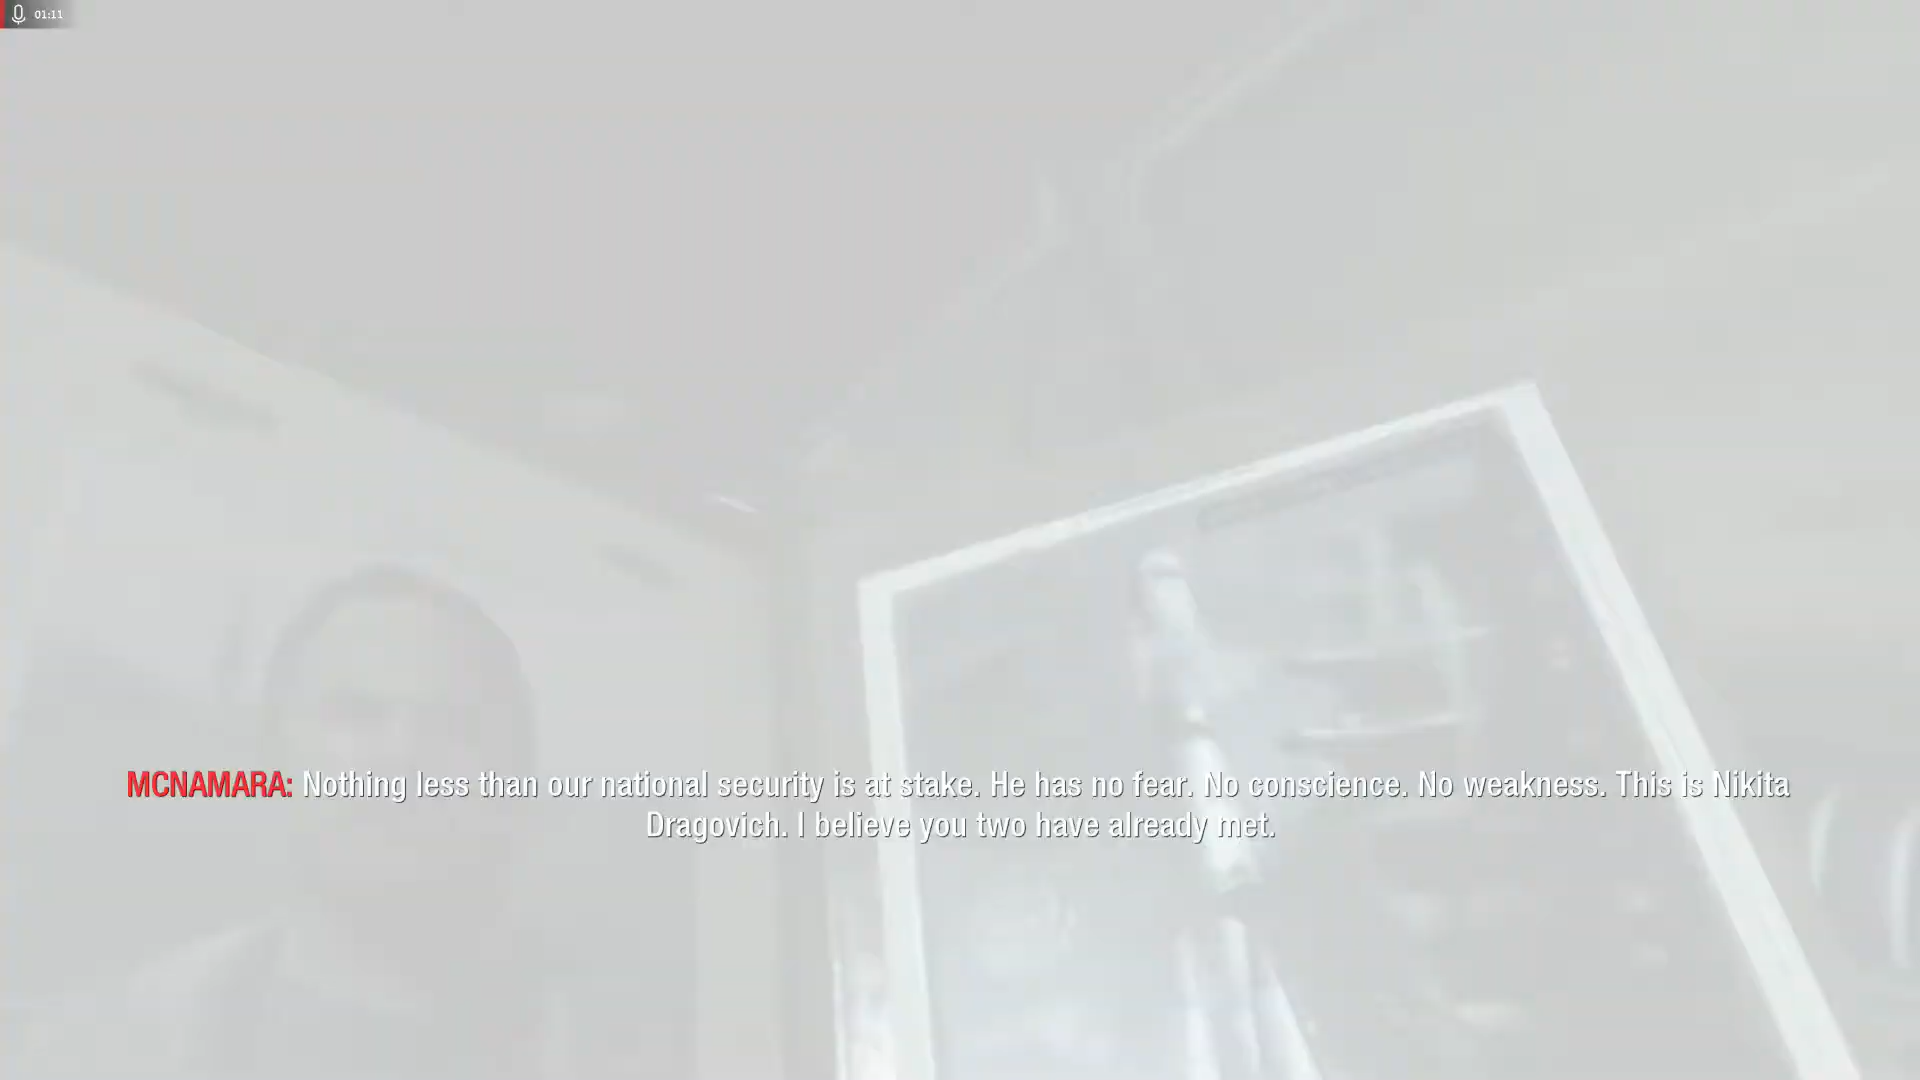 01:11
MCNAMARA: Nothing less than our national security is at stake. He has no fear. No conscience. No weakness. This is Nikita
Dragovich. I believe you two have already met.